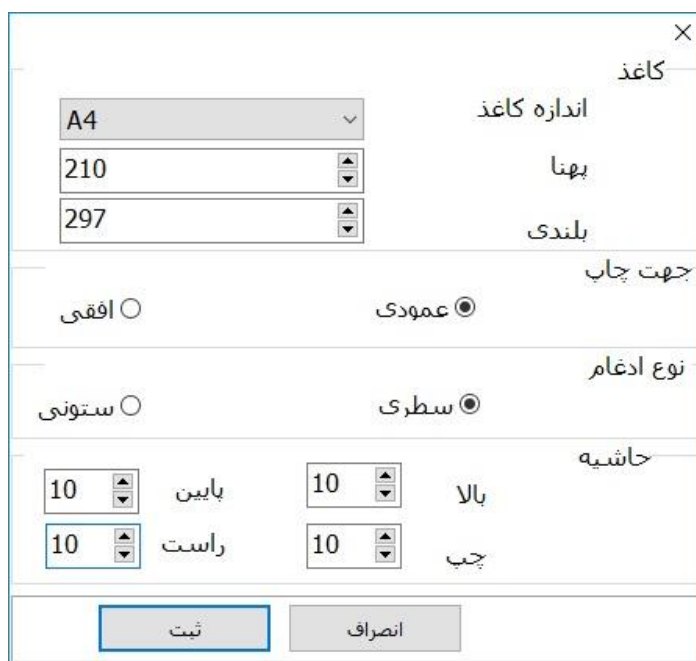 کاغذ
اندازه کاغذ A4
پهنا 210
بلندی 297
جهت چاپ
عمودی افقی
نوع ادغام
سطری ستونی
حاشیه
بالا 10 پایین 10
چپ 10 راست 10
انصراف ثبت